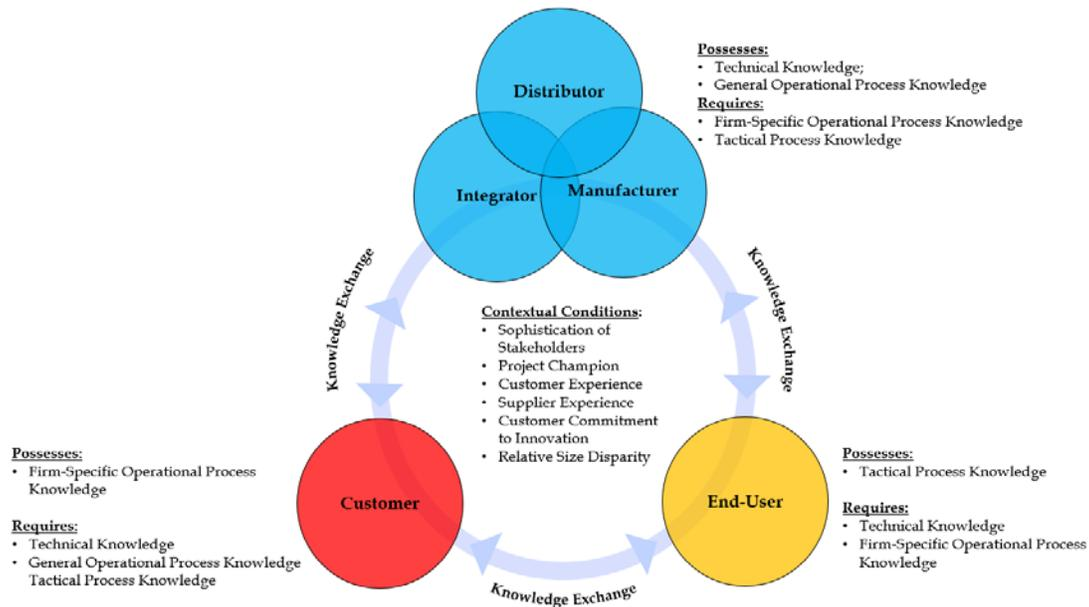 Distributor
Integrator
Manufacturer
Possesses:
• Technical Knowledge;
• General Operational Process Knowledge
Requires:
• Firm-Specific Operational Process Knowledge
• Tactical Process Knowledge
Knowledge Exchange
Knowledge Exchange
Contextual Conditions:
• Sophistication of
Stakeholders
• Project Champion
• Customer Experience
• Supplier Experience
• Customer Commitment
to Innovation
• Relative Size Disparity
Possesses:
• Firm-Specific Operational Process
Knowledge
Requires:
• Technical Knowledge
• General Operational Process Knowledge
Tactical Process Knowledge
Customer
End-User
Possesses:
• Tactical Process Knowledge
Requires:
• Technical Knowledge
• Firm-Specific Operational Process
Knowledge
Knowledge Exchange